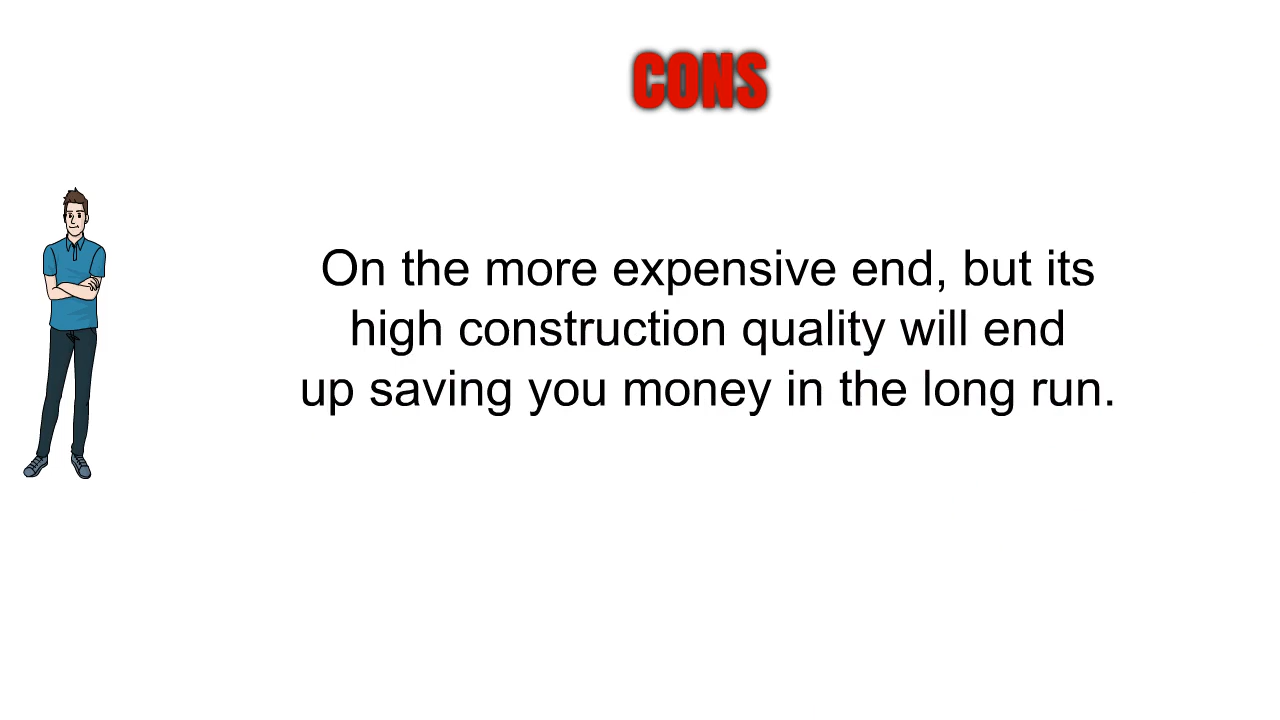 CONS
On the more expensive end, but its
high construction quality will end
up saving you money in the long run.